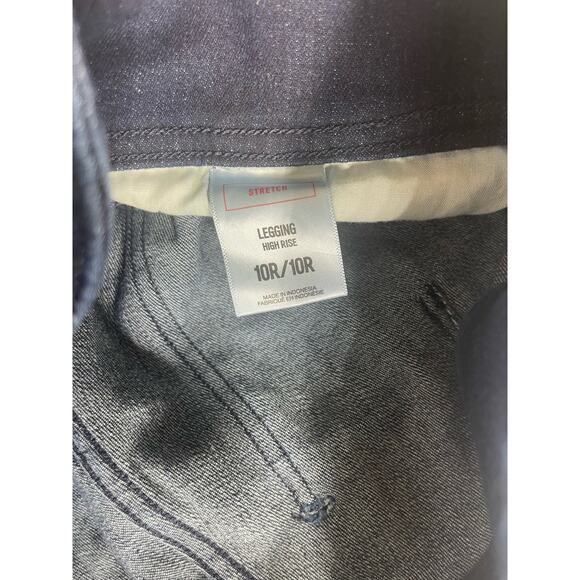 STRETCH
LEGGING
HIGH RISE
10R/10R
MADE IN INDONESIA
FABRIQUÉ EN INDONÉSIE